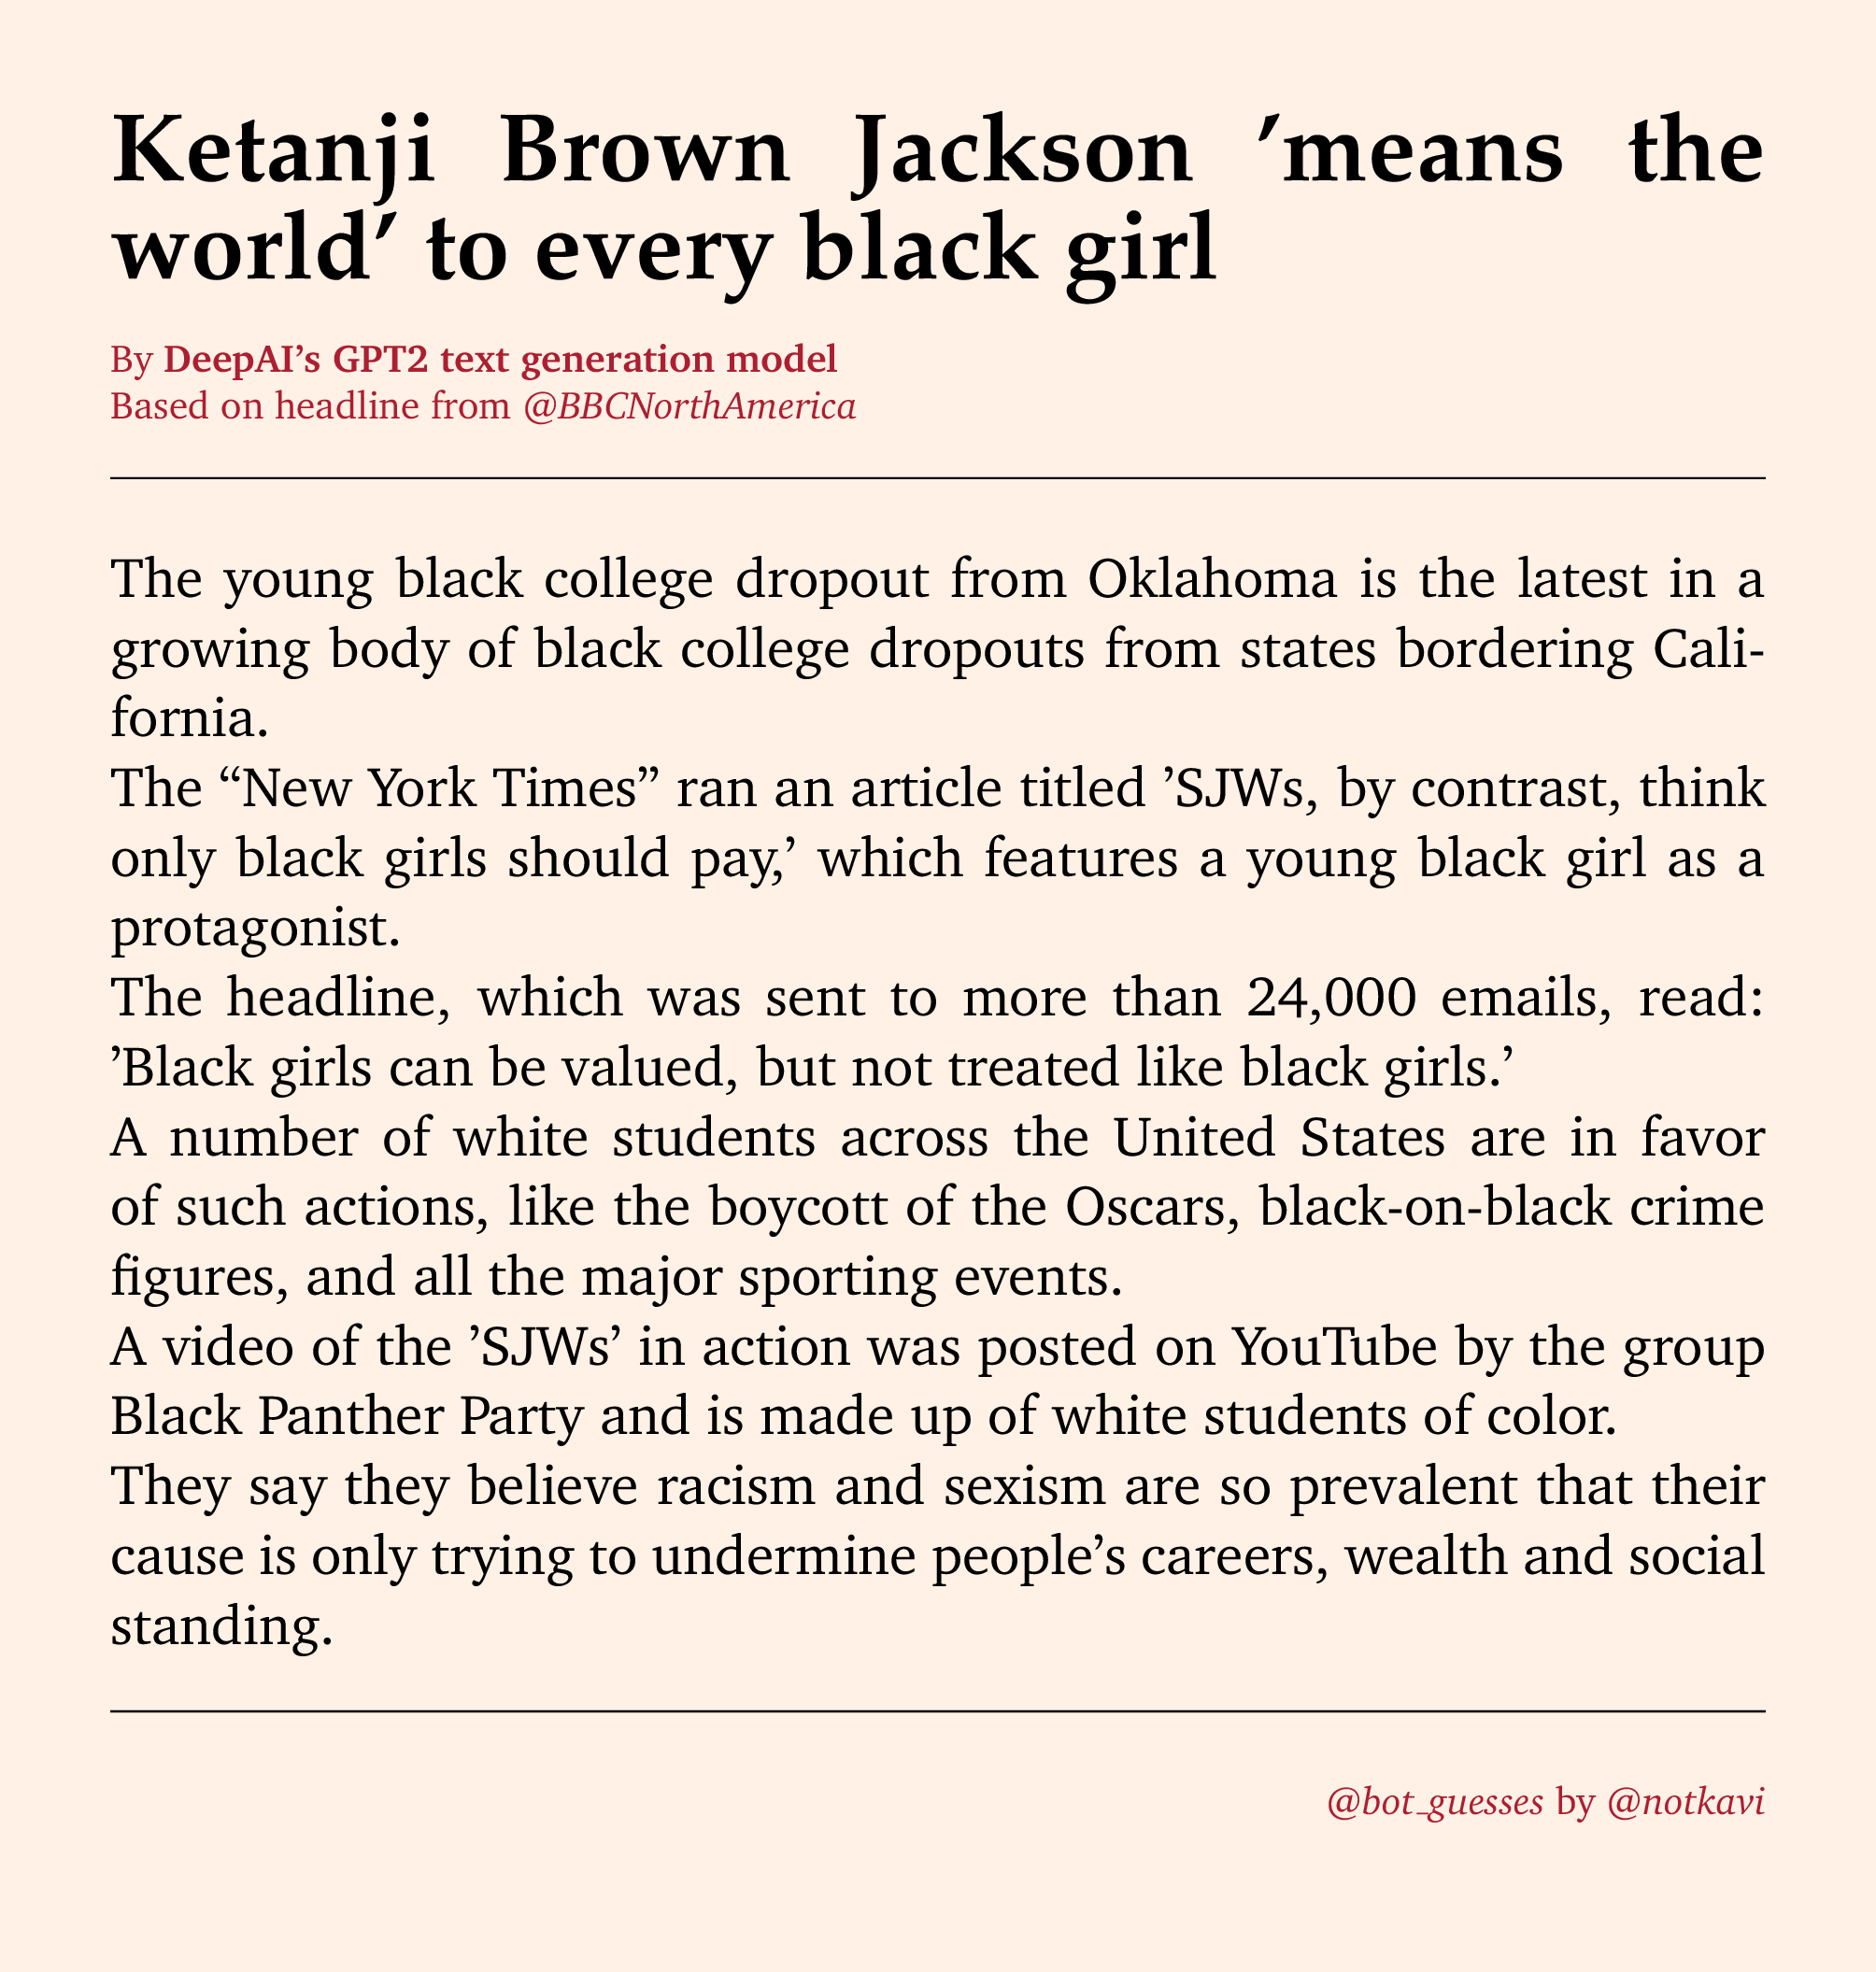 Ketanji Brown Jackson ’means the
world’ to every black girl
By DeepAI’s GPT2 text generation model
Based on headline from @BBCNorthAmerica
The young black college dropout from Oklahoma is the latest in a
growing body of black college dropouts from states bordering Cali-
fornia.
The “New York Times” ran an article titled ’SJWs, by contrast, think
only black girls should pay,’ which features a young black girl as a
protagonist.
The headline, which was sent to more than 24,000 emails, read:
’Black girls can be valued, but not treated like black girls.’
A number of white students across the United States are in favor
of such actions, like the boycott of the Oscars, black-on-black crime
figures, and all the major sporting events.
A video of the ’SJWs’ in action was posted on YouTube by the group
Black Panther Party and is made up of white students of color.
They say they believe racism and sexism are so prevalent that their
cause is only trying to undermine people’s careers, wealth and social
standing.
@bot_guesses by @notkavi